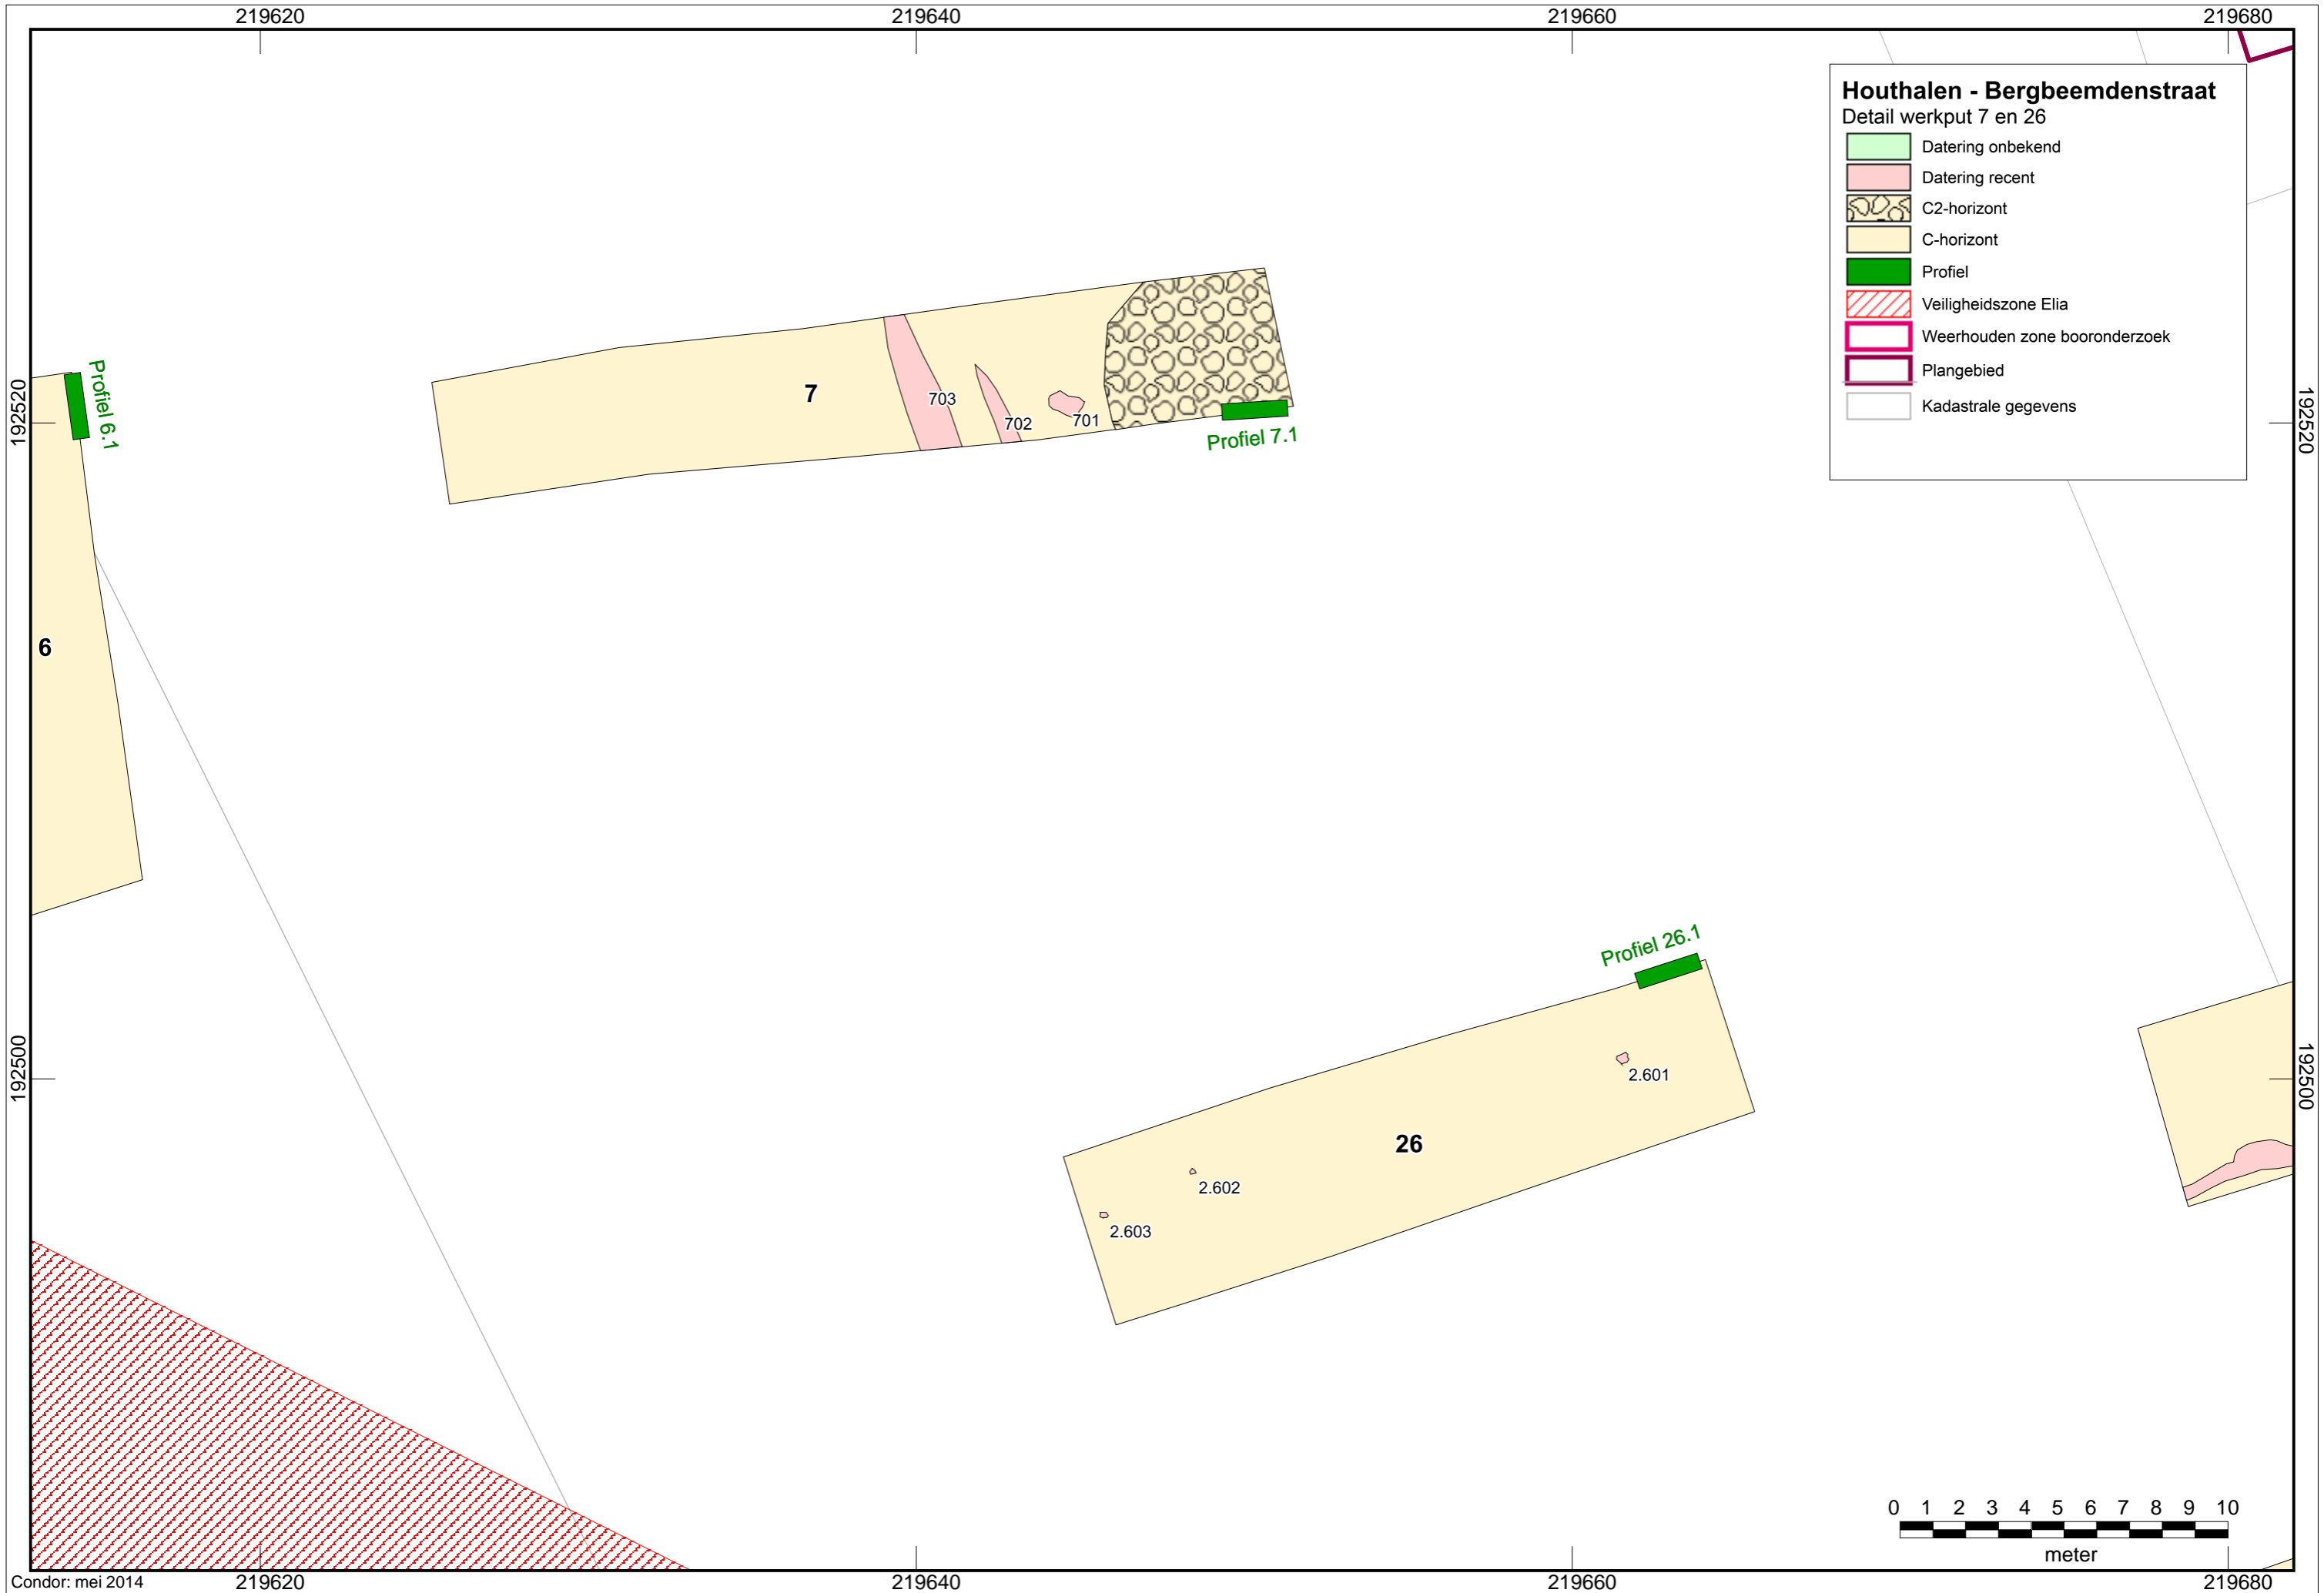 219620
219640
219660
219680
Houthalen - Bergbeemdenstraat
Detail werkput 7 en 26
Datering onbekend
Datering recent
C2-horizont
C-horizont
Profiel
Veiligheidszone Elia
Weerhouden zone booronderzoek
Plangebied
Kadastrale gegevens
192520
192520
Profiel 6.1
7
703
702
701
Profiel 7.1
6
Profiel 26.1
192500
192500
2.601
26
2.602
2.603
0 1 2 3 4 5 6 7 8 9 10
meter
Condor: mei 2014
219620
219640
219660
219680